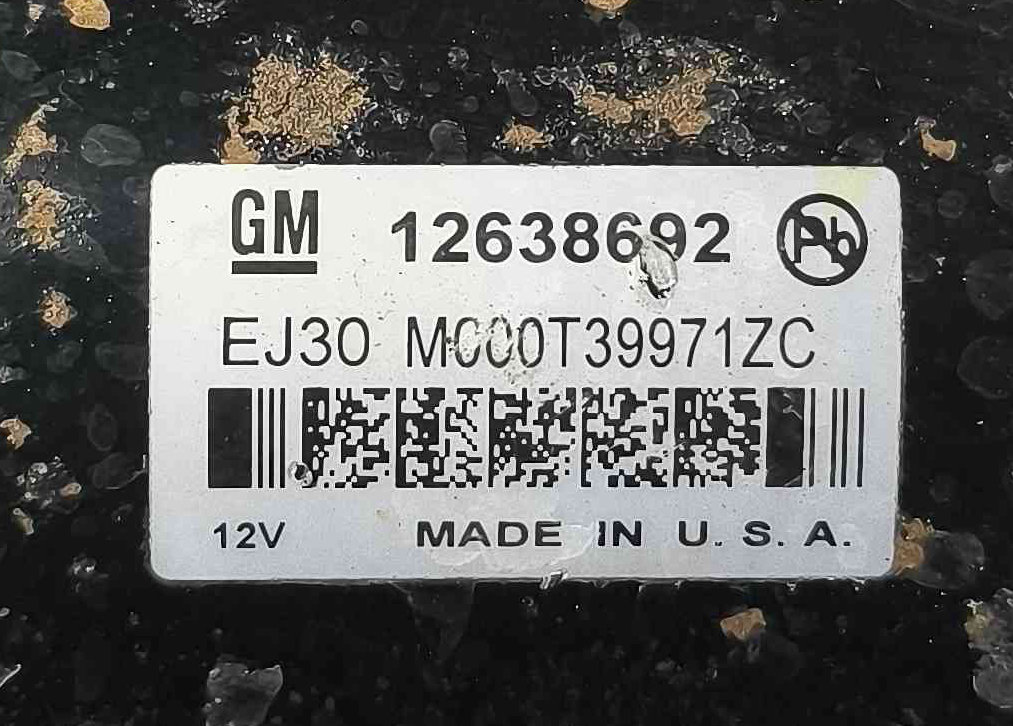 GM 12638692 Pb
EJ30 M000T39971ZC
12V MADE IN U. S. A.